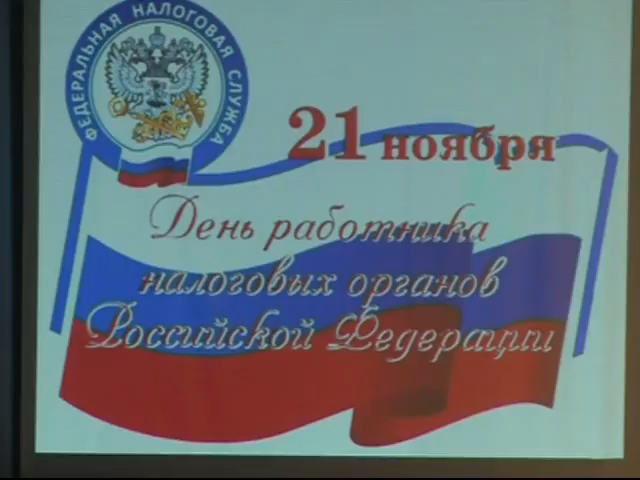 ФЕДЕРАЛЬНАЯ НАЛОГОВАЯ СЛУЖБА
21 ноября
День работника
налоговых органов
Российской Федерации